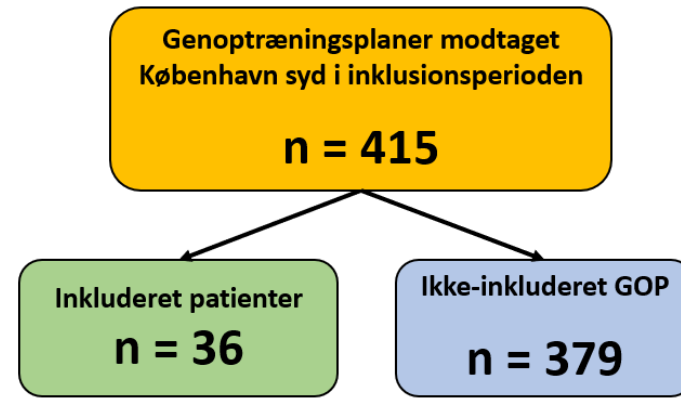 Genoptræningsplaner modtaget
København syd i inklusionsperioden
n = 415
Inkluderet patienter
n = 36
Ikke-inkluderet GOP
n = 379